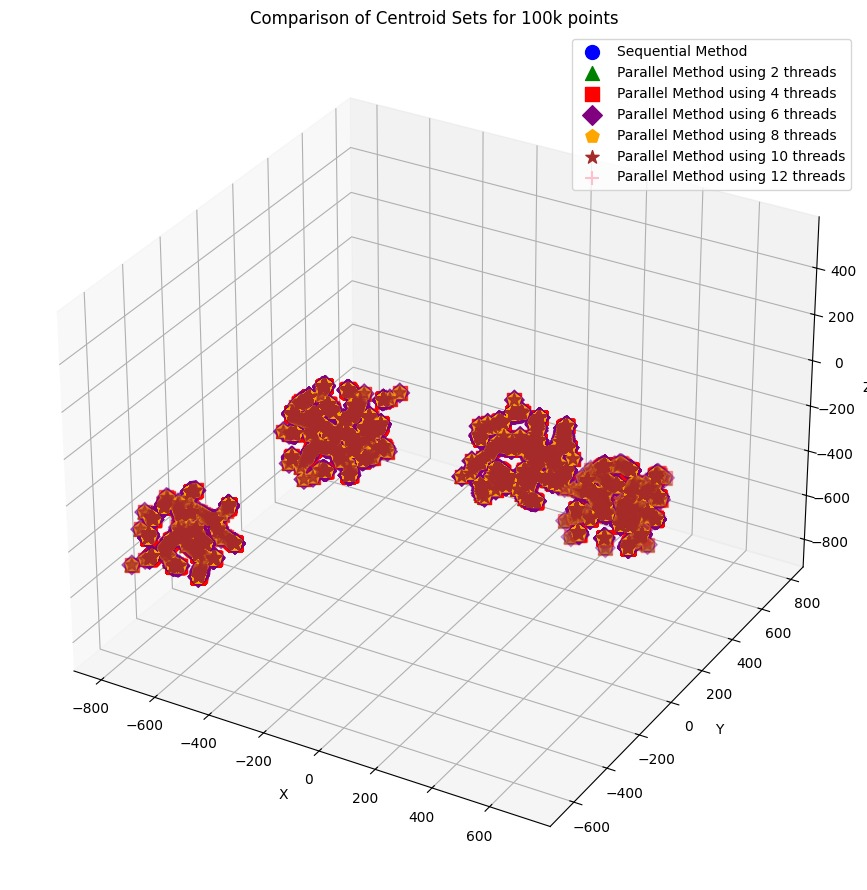 Comparison of Centroid Sets for 100k points
Sequential Method
Parallel Method using 2 threads
Parallel Method using 4 threads
Parallel Method using 6 threads
Parallel Method using 8 threads
Parallel Method using 10 threads
Parallel Method using 12 threads
400
200
0
Z
−200
−400
−600
−800
800
600
400
200
0
Y
−200
−400
−600
−800
−600
−400
−200
0
X
200
400
600